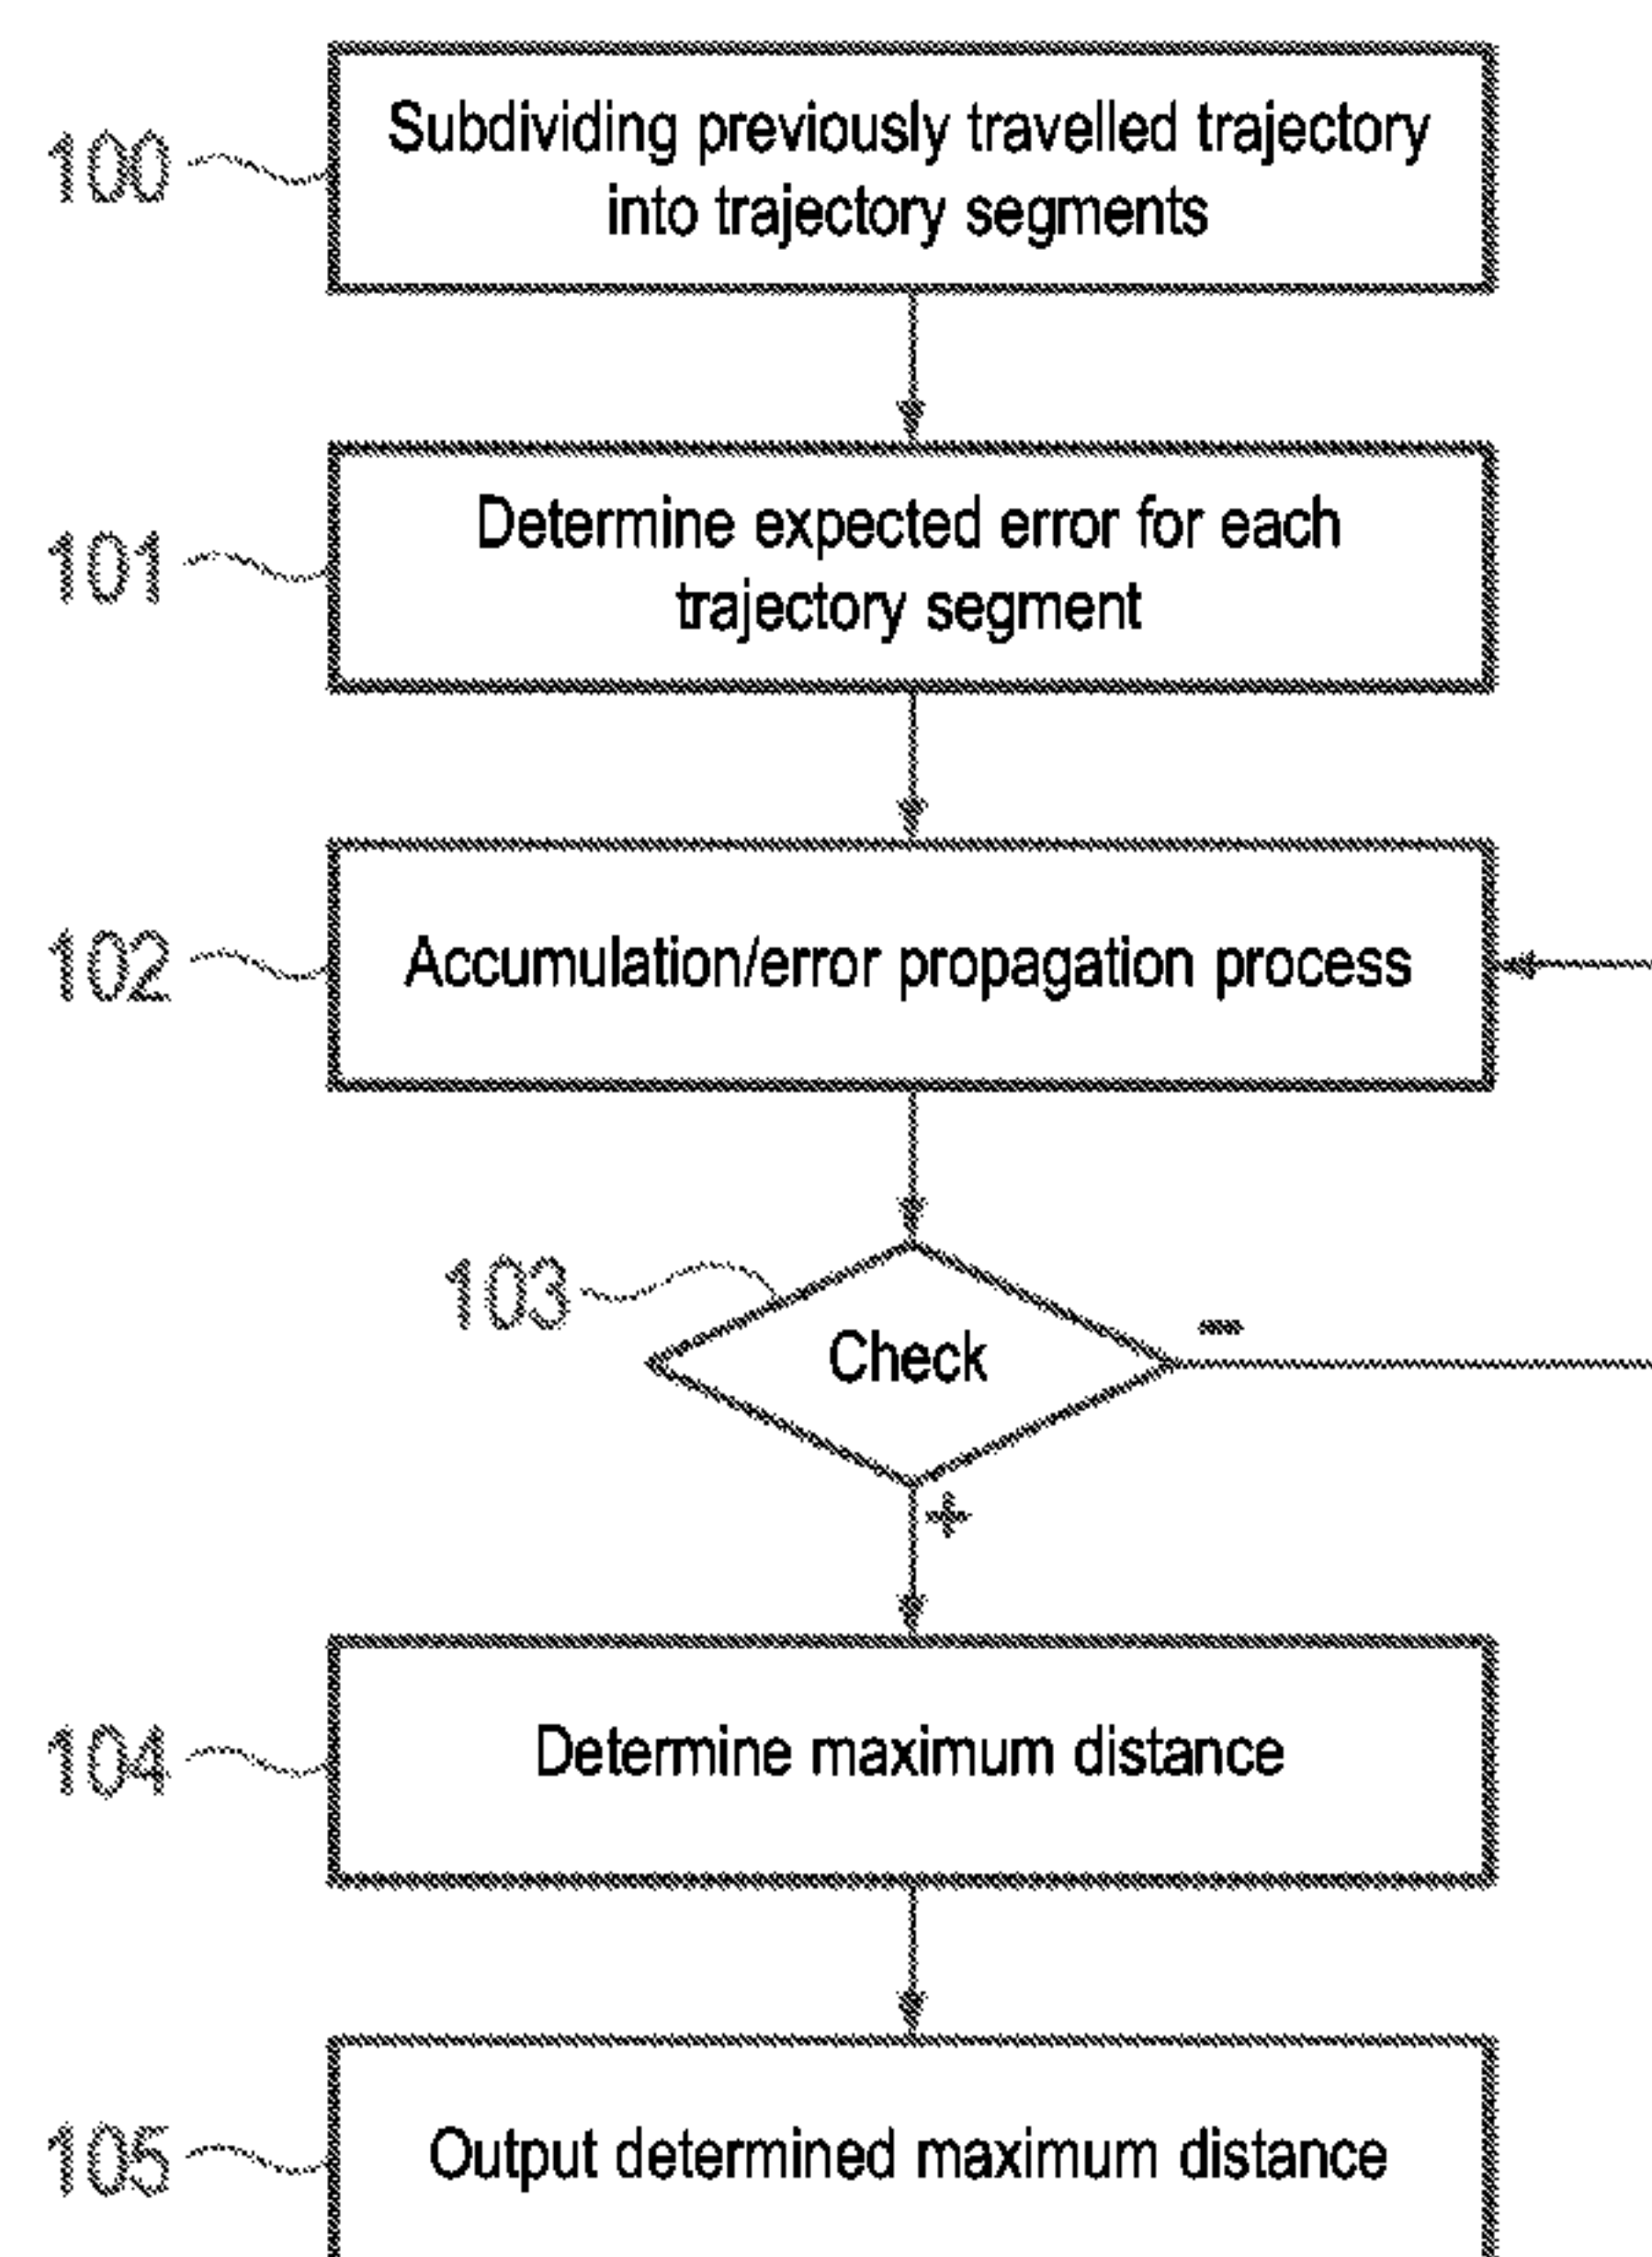 100
Subdividing previously travelled trajectory
into trajectory segments
101
Determine expected error for each
trajectory segment
102
Accumulation/error propagation process
103
Check
-
+
104
Determine maximum distance
105
Output determined maximum distance